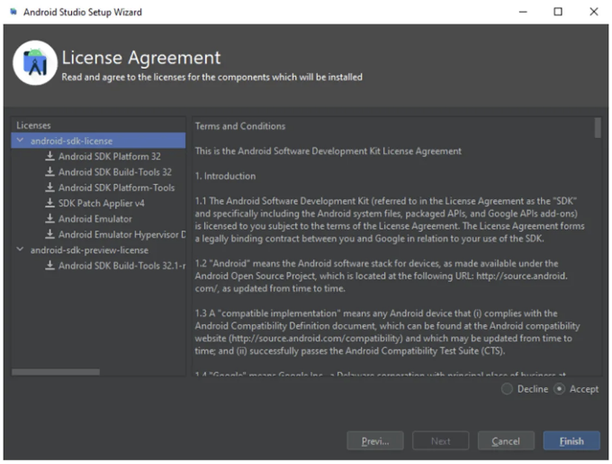 Android Studio Setup Wizard
License Agreement
Read and agree to the licenses for the components which will be installed
Licenses
android-sdk-license
Android SDK Platform 32
Android SDK Build-Tools 32
Android SDK Platform-Tools
SDK Patch Applier v4
Android Emulator
Android Emulator Hypervisor D
android-sdk-preview-license
Android SDK Build-Tools 32.1-r
Terms and Conditions
This is the Android Software Development Kit License Agreement
1. Introduction
1.1 The Android Software Development Kit (referred to in the License Agreement as the "SDK"
and specifically including the Android system files, packaged APIs, and Google APIs add-ons)
is licensed to you subject to the terms of the License Agreement. The License Agreement forms
a legally binding contract between you and Google in relation to your use of the SDK.
1.2 "Android" means the Android software stack for devices, as made available under the
Android Open Source Project, which is located at the following URL: http://source.android.
com/, as updated from time to time.
1.3 A "compatible implementation" means any Android device that (i) complies with the
Android Compatibility Definition document, which can be found at the Android compatibility
website (http://source.android.com/compatibility) and which may be updated from time to
time; and (ii) successfully passes the Android Compatibility Test Suite (CTS).
1.4 "Google" means Google Inc., a Delaware corporation with principal place of business at
Decline
Accept
Previ...
Next
Cancel
Finish